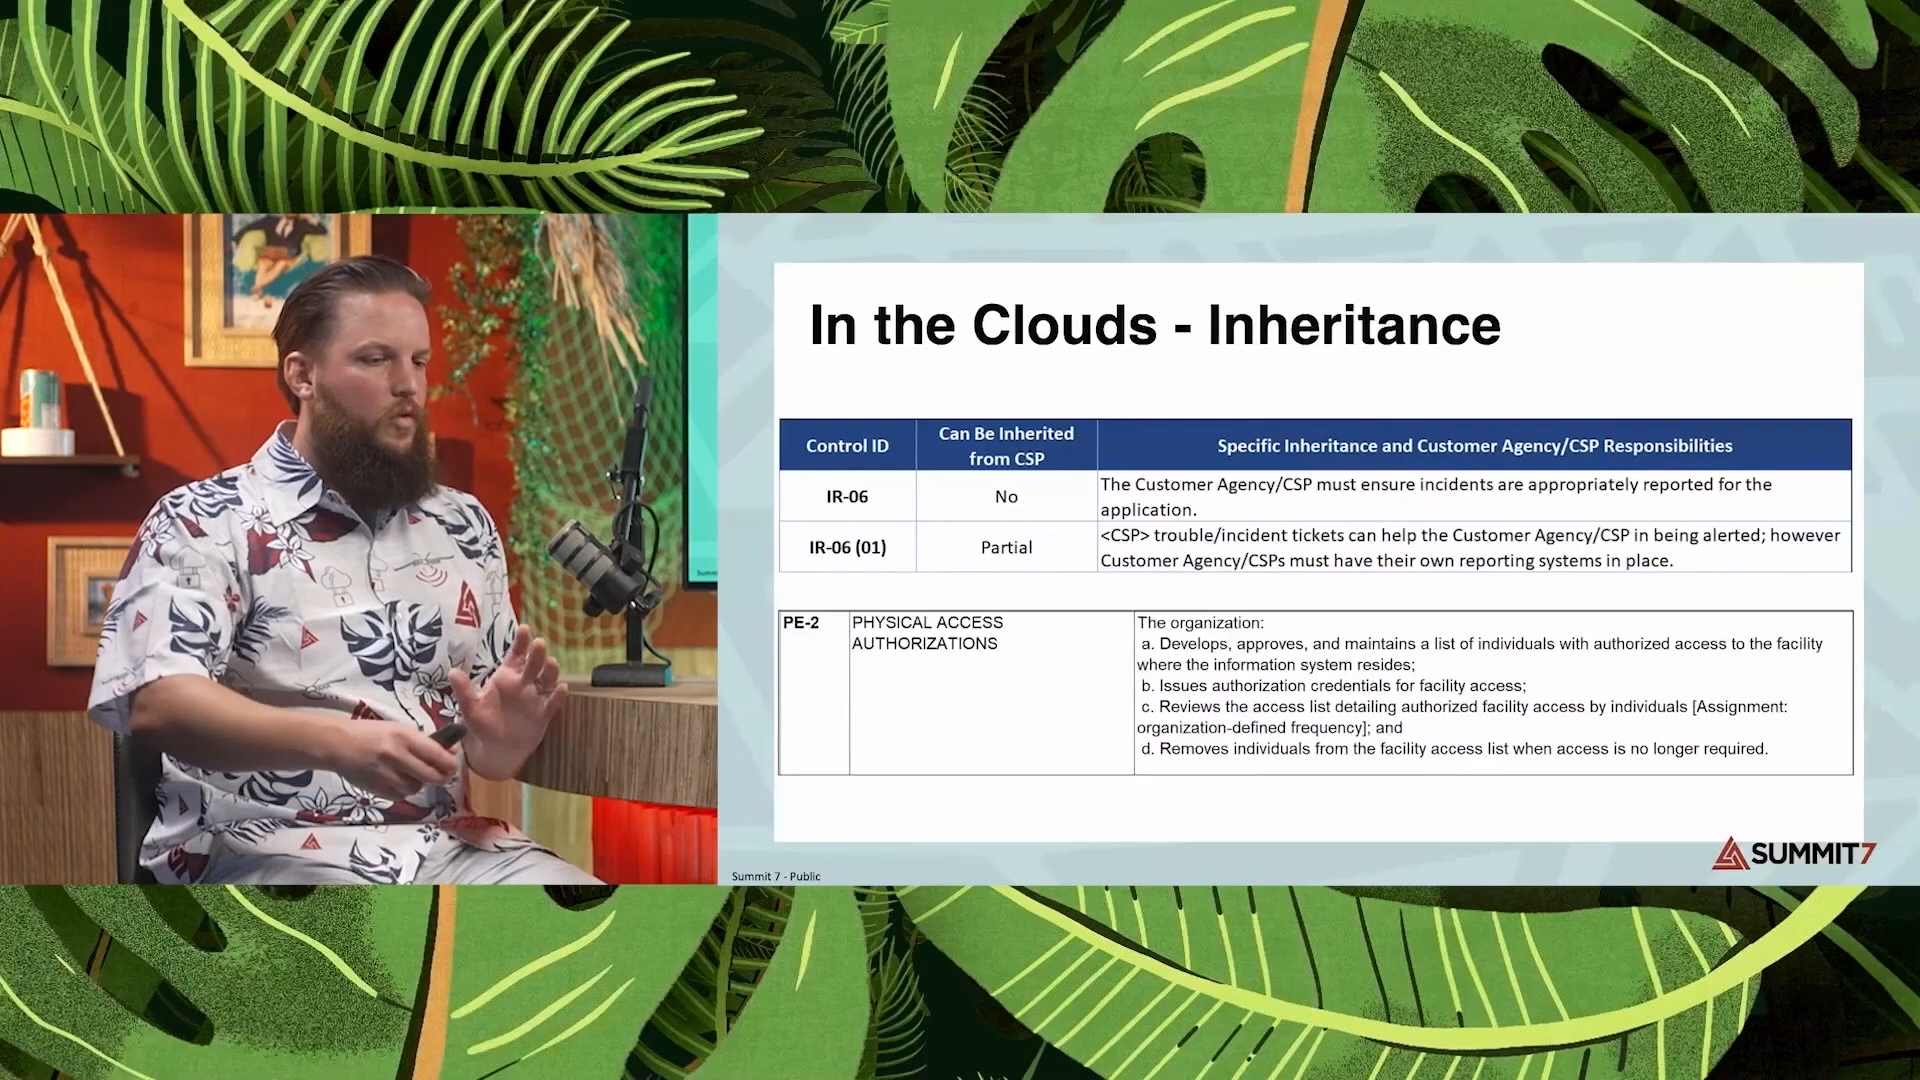 In the Clouds - Inheritance
Control ID
Can Be Inherited
from CSP
Specific Inheritance and Customer Agency/CSP Responsibilities
IR-06
No
The Customer Agency/CSP must ensure incidents are appropriately reported for the
application.
IR-06 (01)
Partial
<CSP> trouble/incident tickets can help the Customer Agency/CSP in being alerted; however
Customer Agency/CSPs must have their own reporting systems in place.
PE-2
PHYSICAL ACCESS
AUTHORIZATIONS
The organization:
a. Develops, approves, and maintains a list of individuals with authorized access to the facility
where the information system resides;
b. Issues authorization credentials for facility access;
c. Reviews the access list detailing authorized facility access by individuals [Assignment:
organization-defined frequency]; and
d. Removes individuals from the facility access list when access is no longer required.
SUMMIT7
Summit 7 - Public